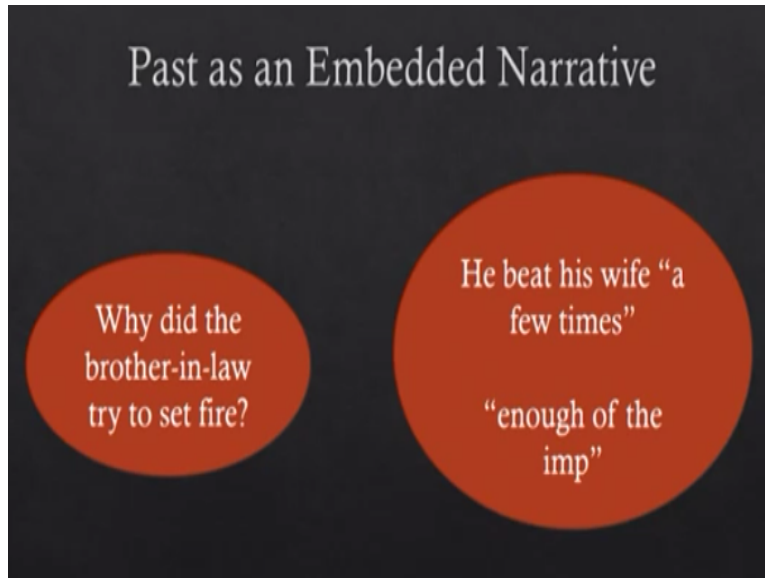 Past as an Embedded Narrative
Why did the
brother-in-law
try to set fire?
He beat his wife “a
few times”
“enough of the
imp”